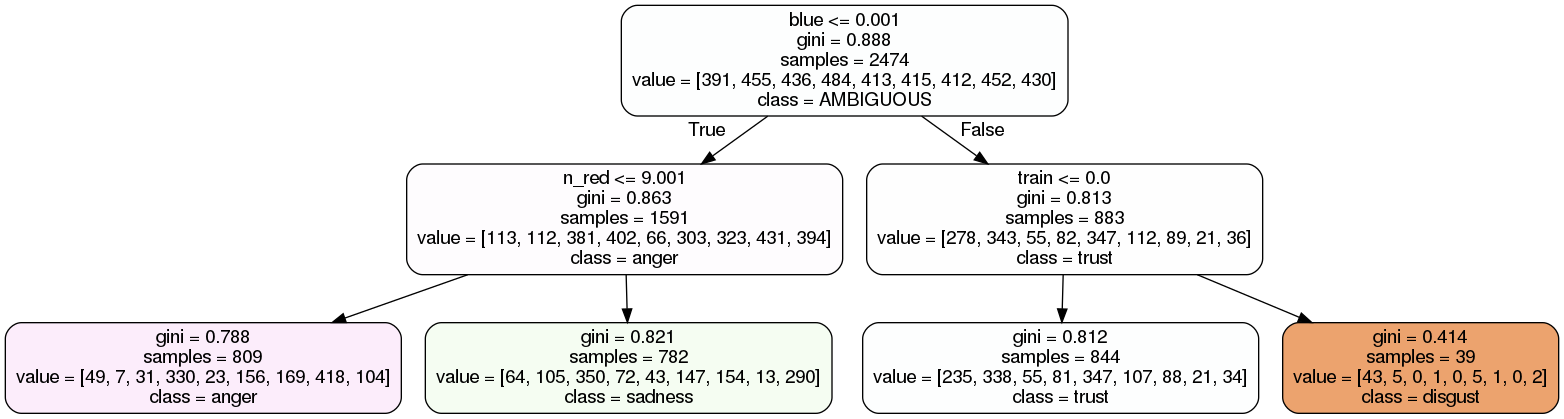 blue <= 0.001
gini = 0.888
samples = 2474
value = [391, 455, 436, 484, 413, 415, 412, 452, 430]
class = AMBIGUOUS
True
False
n_red <= 9.001
gini = 0.863
samples = 1591
value = [113, 112, 381, 402, 66, 303, 323, 431, 394]
class = anger
train <= 0.0
gini = 0.813
samples = 883
value = [278, 343, 55, 82, 347, 112, 89, 21, 36]
class = trust
gini = 0.788
samples = 809
value = [49, 7, 31, 330, 23, 156, 169, 418, 104]
class = anger
gini = 0.821
samples = 782
value = [64, 105, 350, 72, 43, 147, 154, 13, 290]
class = sadness
gini = 0.812
samples = 844
value = [235, 338, 55, 81, 347, 107, 88, 21, 34]
class = trust
gini = 0.414
samples = 39
value = [43, 5, 0, 1, 0, 5, 1, 0, 2]
class = disgust